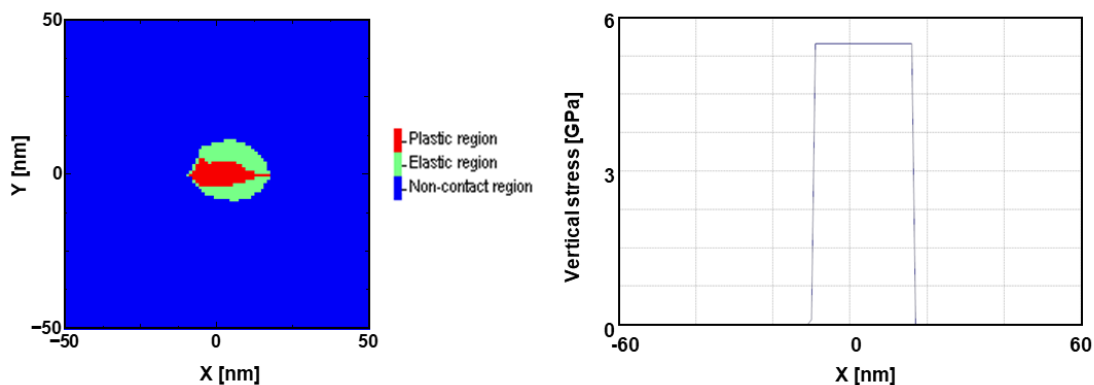 50
0
−50
−50
0
50
Y [nm]
X [nm]
Plastic region
Elastic region
Non-contact region
6
3
0
-60
0
60
Vertical stress [GPa]
X [nm]